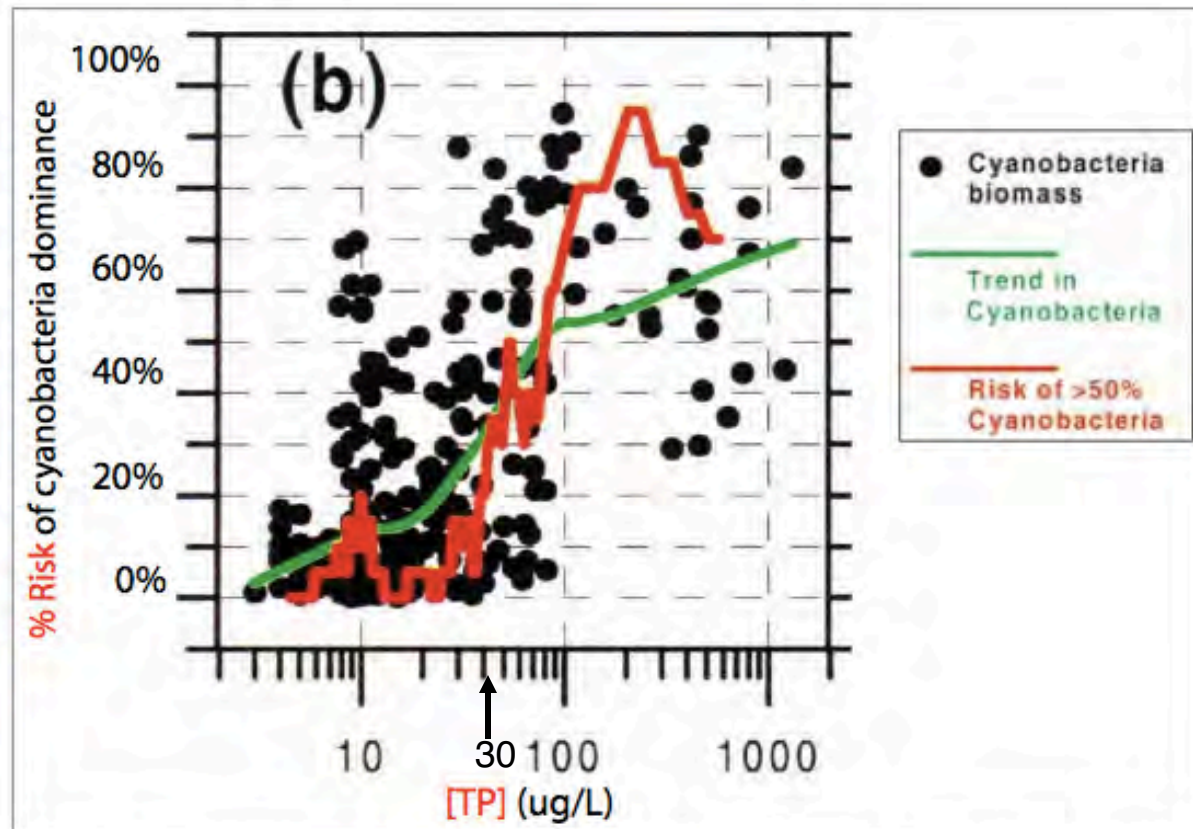 (b)
100%
80%
60%
40%
20%
0%
% Risk of cyanobacteria dominance
10
30
100
1000
[TP] (ug/L)
Cyanobacteria
biomass
Trend in
Cyanobacteria
Risk of >50%
Cyanobacteria